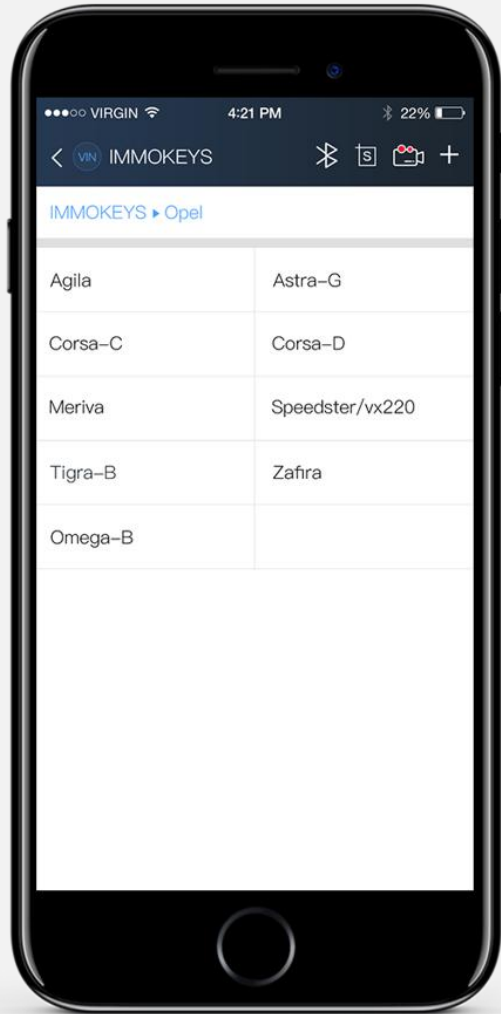 VIRGIN 4:21 PM 22%
VIN IMMOKEYS S
IMMOKEYS ▸ Opel
Agila Astra-G
Corsa-C Corsa-D
Meriva Speedster/vx220
Tigra-B Zafira
Omega-B